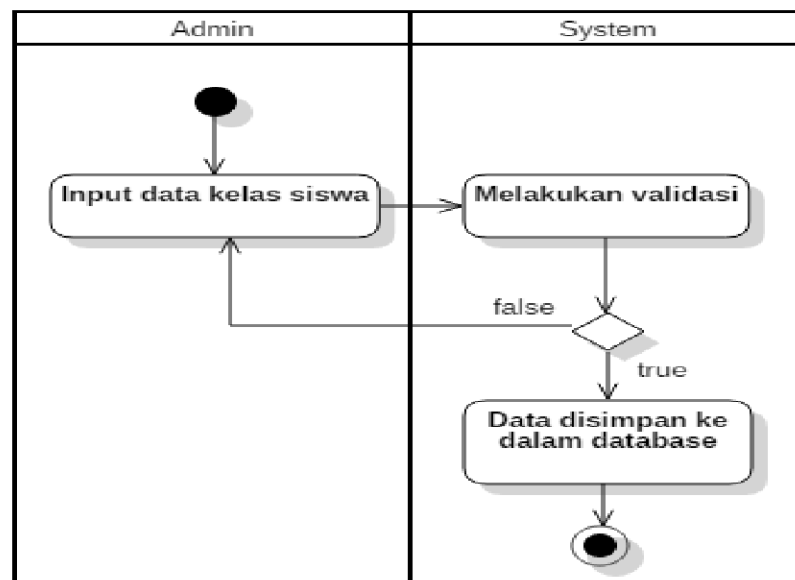 Admin
System
Input data kelas siswa
Melakukan validasi
false
true
Data disimpan ke
dalam database